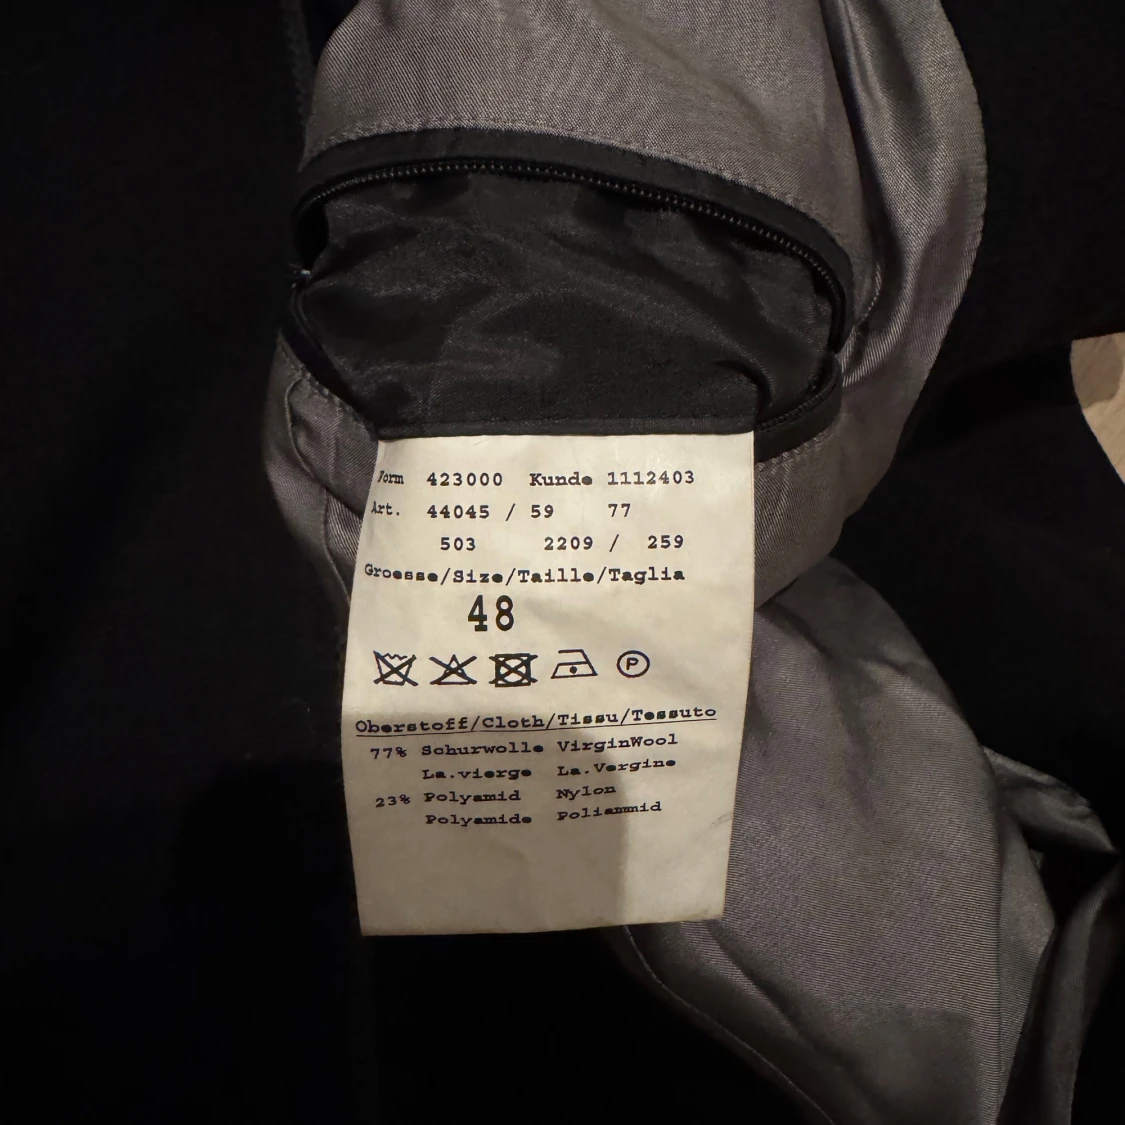 Form 423000 Kunde 1112403
Art. 44045 / 59 77
503 2209 / 259
Groesse/Size/Taille/Taglia
48
P
Oberstoff/Cloth/Tissu/Tessuto
77% Schurwolle VirginWool
La.vierge La.Vergine
23% Polyamid Nylon
Polyamide Poliammid